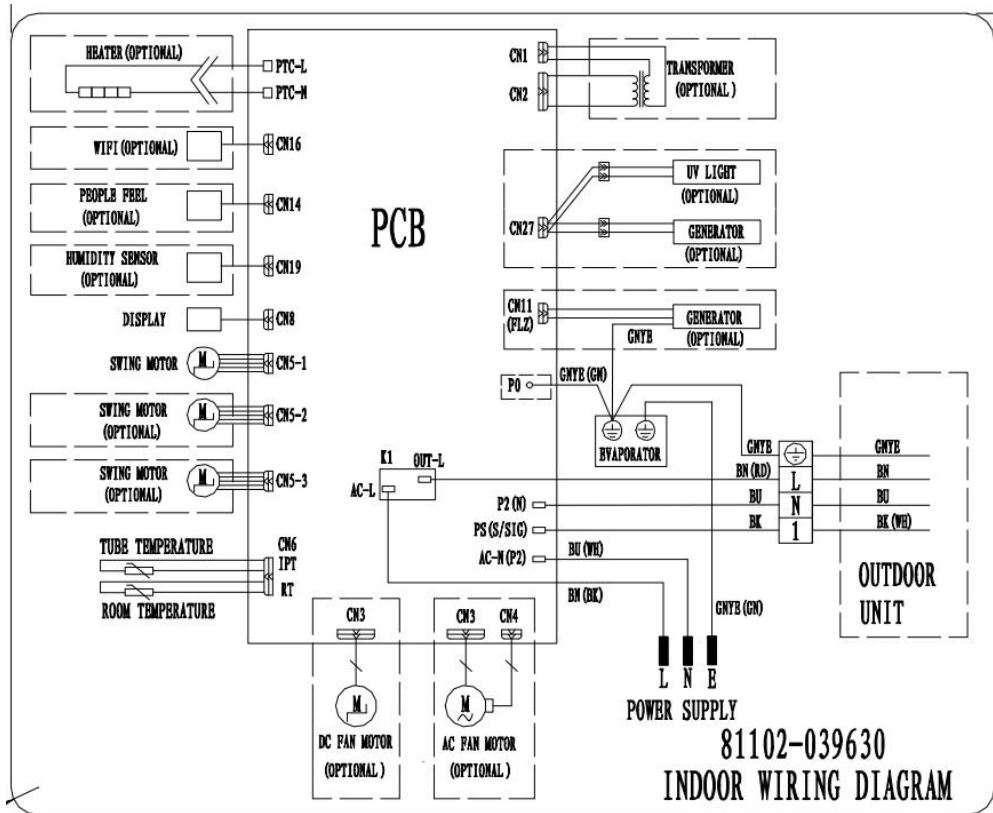 HEATER(OPTIONAL)
PTC-L
PTC-N
WIFI(OPTIONAL)
CN16
PEOPLE FEEL
(OPTIONAL)
CN14
HUMIDITY SENSOR
(OPTIONAL)
CN19
DISPLAY
CN8
SWING MOTOR
M
CN5-1
SWING MOTOR
(OPTIONAL)
M
CN5-2
SWING MOTOR
(OPTIONAL)
M
CN5-3
TUBE TEMPERATURE
ROOM TEMPERATURE
CN6
IPT
RT
PCB
CN1
CN2
TRANSFORMER
(OPTIONAL)
CN27
UV LIGHT
(OPTIONAL)
GENERATOR
(OPTIONAL)
CN11
(FLZ)
GENERATOR
(OPTIONAL)
GNYE
P0
GNYE(GN)
EVAPORATOR
K1
OUT-L
AC-L
P2(N)
PS(S/SIG)
AC-N(P2)
BU(WH)
BN(BK)
GNYE(GN)
GNYE
BN(RD)
BU
BK
L
N
1
GNYE
BN
BU
BK(WH)
OUTDOOR
UNIT
CN3
M
DC FAN MOTOR
(OPTIONAL)
CN3
CN4
M
AC FAN MOTOR
(OPTIONAL)
L N E
POWER SUPPLY
81102-039630
INDOOR WIRING DIAGRAM